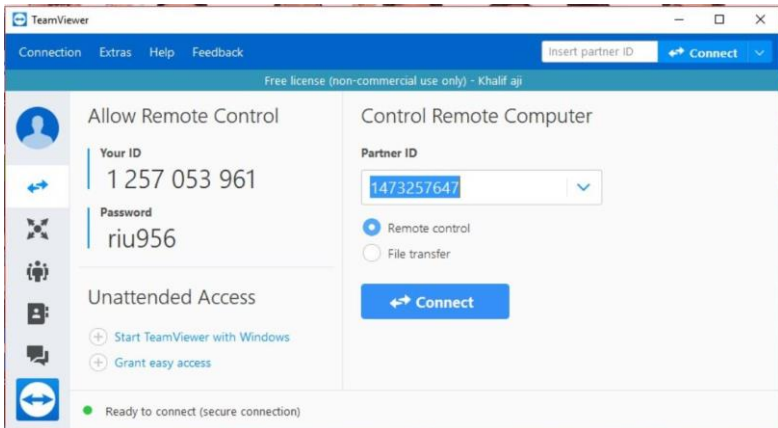 TeamViewer
Connection Extras Help Feedback
Insert partner ID
Connect
Free license (non-commercial use only) - Khalif aji
Allow Remote Control
Your ID
1 257 053 961
Password
riu956
Unattended Access
Start TeamViewer with Windows
Grant easy access
Control Remote Computer
Partner ID
1473257647
Remote control
File transfer
Connect
Ready to connect (secure connection)